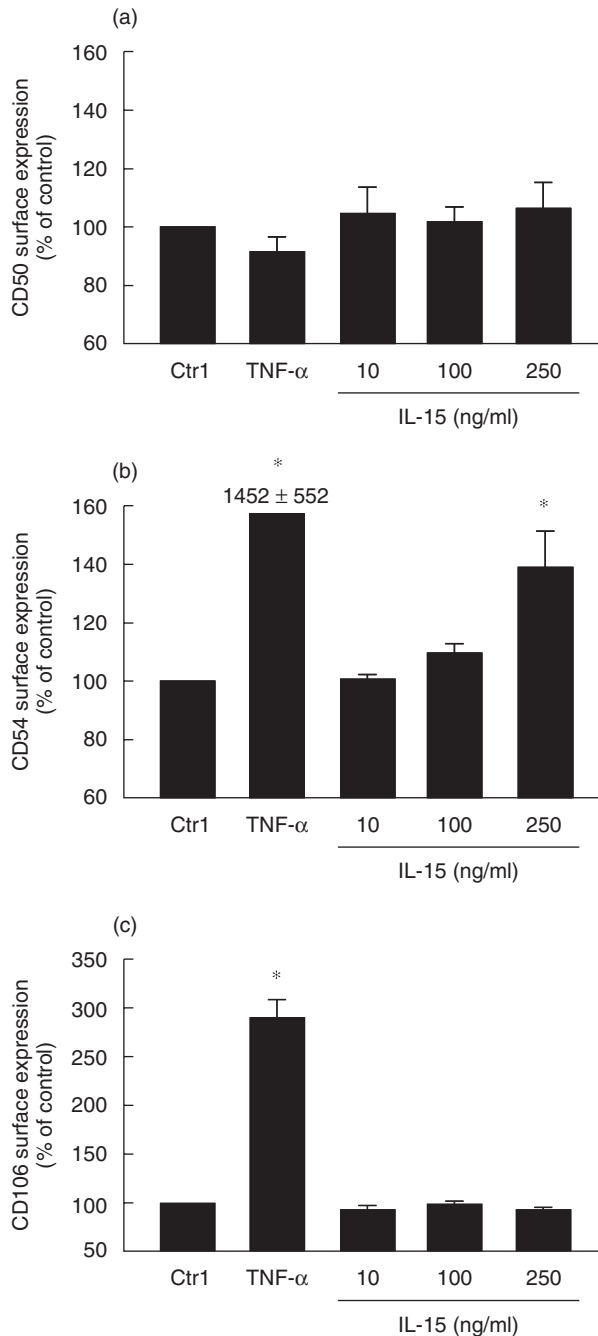 (a)
160
140
120
100
80
60
CD50 surface expression
(% of control)
Ctr1 TNF-α 10 100 250
IL-15 (ng/ml)
(b)
*
1452 ± 552
*
160
140
120
100
80
60
CD54 surface expression
(% of control)
Ctr1 TNF-α 10 100 250
IL-15 (ng/ml)
(c)
*
350
300
250
200
150
100
50
CD106 surface expression
(% of control)
Ctr1 TNF-α 10 100 250
IL-15 (ng/ml)